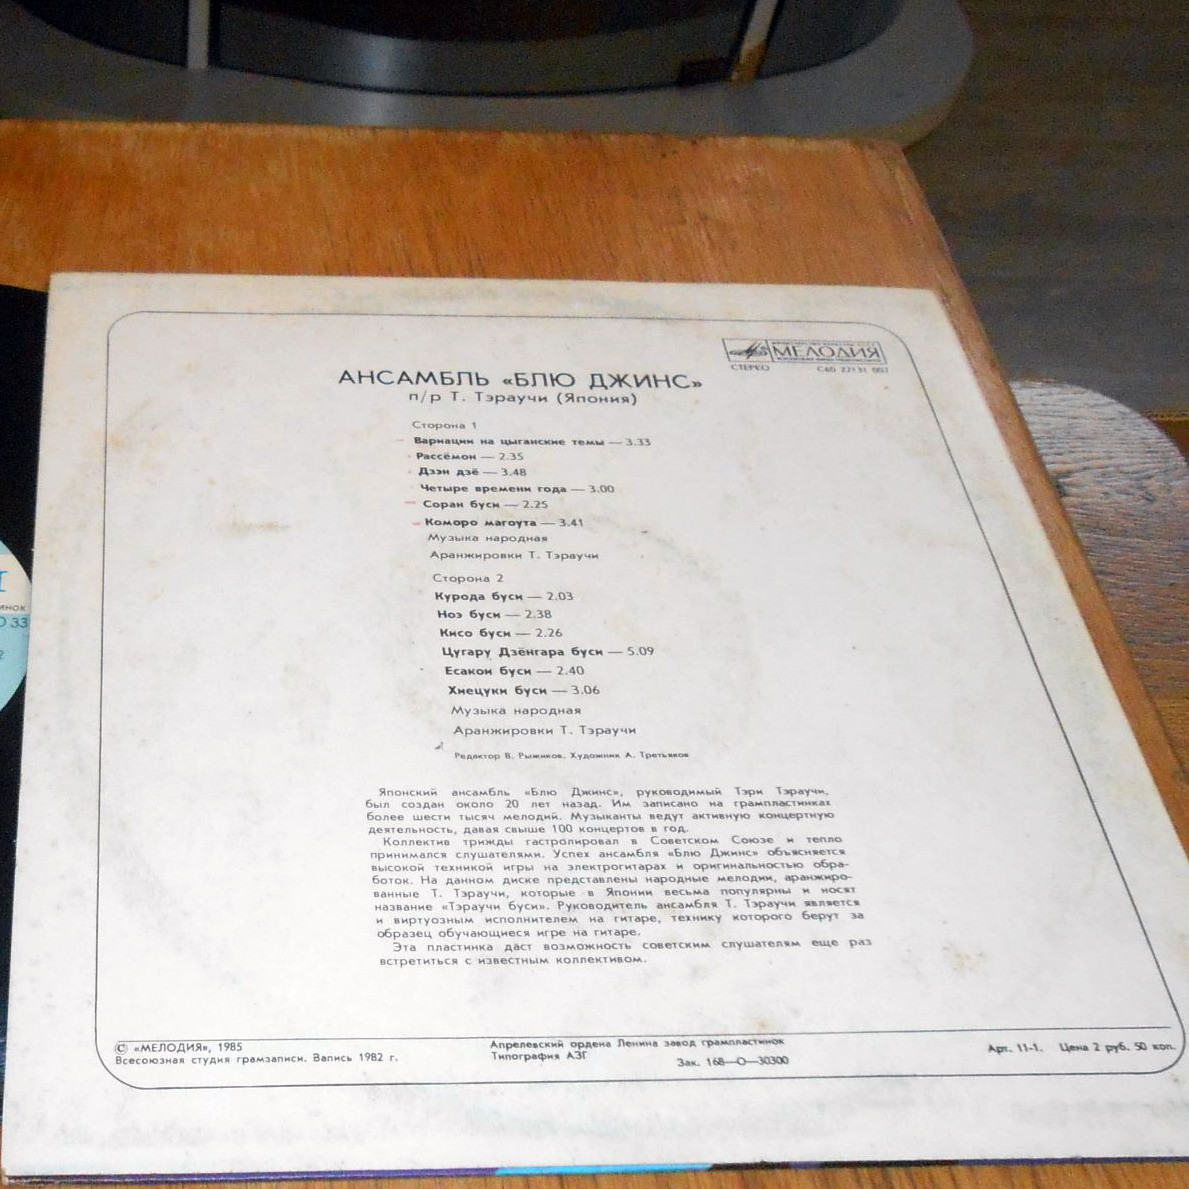 МЕЛОДИЯ
СТЕРЕО С60 22131 007
АНСАМБЛЬ «БЛЮ ДЖИНС»
п/р Т. Тэраучи (Япония)
Сторона 1
Вариации на цыганские темы — 3.33
Рассёмон — 2.35
Дзэн дзё — 3.48
Четыре времени года — 3.00
Соран буси — 2.25
Коморо магоута — 3.41
Музыка народная
Аранжировки Т. Тэраучи
Сторона 2
Курода буси — 2.03
Ноэ буси — 2.38
Кисо буси — 2.26
Цугару Дзёнгара буси — 5.09
Есакои буси — 2.40
Хиецуки буси — 3.06
Музыка народная
Аранжировки Т. Тэраучи
Редактор В. Рыжиков. Художник А. Третьяков
Японский ансамбль «Блю Джинс», руководимый Тэри Тэраучи,
был создан около 20 лет назад. Им записано на грампластинках
более шести тысяч мелодий. Музыканты ведут активную концертную
деятельность, давая свыше 100 концертов в год.
Коллектив трижды гастролировал в Советском Союзе и тепло
принимался слушателями. Успех ансамбля «Блю Джинс» объясняется
высокой техникой игры на электрогитарах и оригинальностью обра-
боток. На данном диске представлены народные мелодии, аранжиро-
ванные Т. Тэраучи, которые в Японии весьма популярны и носят
название «Тэраучи буси». Руководитель ансамбля Т. Тэраучи является
и виртуозным исполнителем на гитаре, технику которого берут за
образец обучающиеся игре на гитаре.
Эта пластинка даст возможность советским слушателям еще раз
встретиться с известным коллективом.
© «МЕЛОДИЯ», 1985
Всесоюзная студия грамзаписи. Запись 1982 г.
Апрелевский ордена Ленина завод грампластинок
Типография АЗГ
Зак. 168—О—30300
Арт. 11-1. Цена 2 руб. 50 коп.